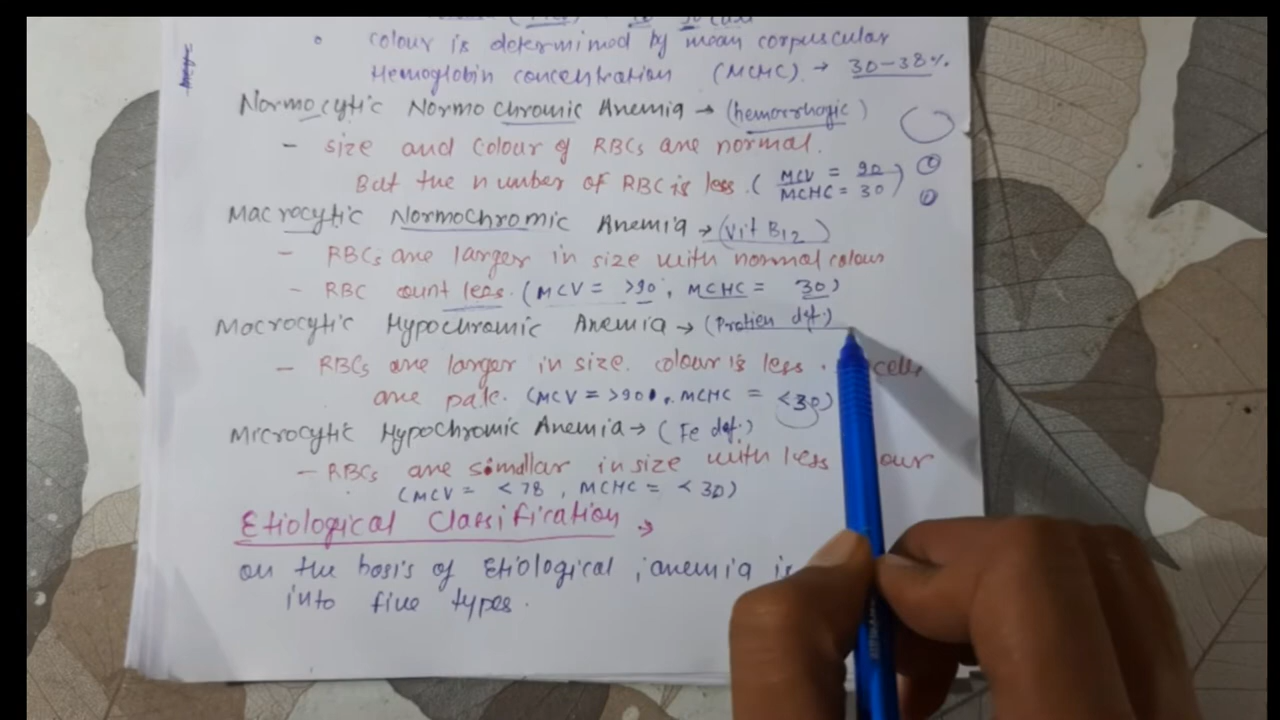 • colour is determined by mean corpuscular
Hemoglobin concentration (MCHC) → 30-38%.
Normocytic Normo chromic Anemia → (hemorrhagic)
- size and colour of RBCs are normal.
But the number of RBC is less. (MCV = 90
MCHC = 30)
Macrocytic Normochromic Anemia → (Vit B12)
- RBCs are larger in size with normal colour
- RBC count less. (MCV = >90, MCHC = 30)
Macrocytic Hypochromic Anemia → (Protien def.)
- RBCs are larger in size. colour is less. cells
are pale. (MCV = >90, MCHC = <30)
Microcytic Hypochromic Anemia → (Fe def.)
- RBCs are smaller in size with less our
(MCV = <78, MCHC = <30)
Etiological Classification →
on the basis of Etiological, anemia is
into five types.